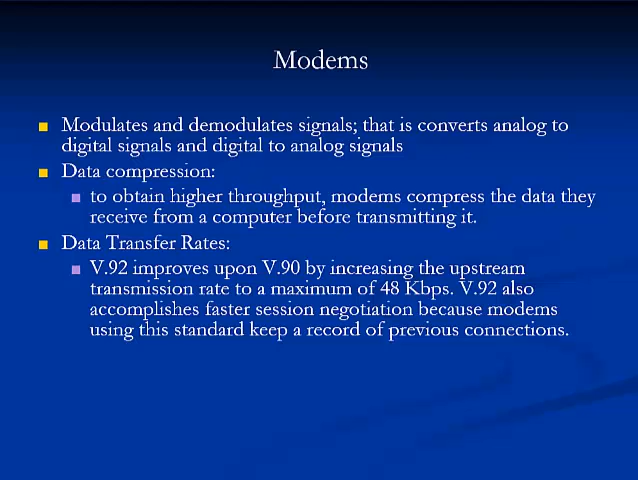 Modems
Modulates and demodulates signals; that is converts analog to
digital signals and digital to analog signals
Data compression:
to obtain higher throughput, modems compress the data they
receive from a computer before transmitting it.
Data Transfer Rates:
V.92 improves upon V.90 by increasing the upstream
transmission rate to a maximum of 48 Kbps. V.92 also
accomplishes faster session negotiation because modems
using this standard keep a record of previous connections.